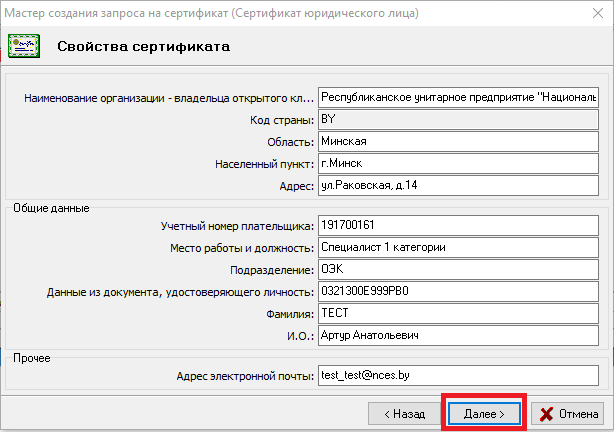 Мастер создания запроса на сертификат (Сертификат юридического лица)
Свойства сертификата
Наименование организации - владельца открытого кл... Республиканское унитарное предприятие "Националь
Код страны: BY
Область: Минская
Населенный пункт: г.Минск
Адрес: ул.Раковская, д.14
Общие данные
Учетный номер плательщика: 191700161
Место работы и должность: Специалист 1 категории
Подразделение: ОЭК
Данные из документа, удостоверяющего личность: 0321300E999PB0
Фамилия: ТЕСТ
И.О.: Артур Анатольевич
Прочее
Адрес электронной почты: test_test@nces.by
< Назад Далее > Отмена